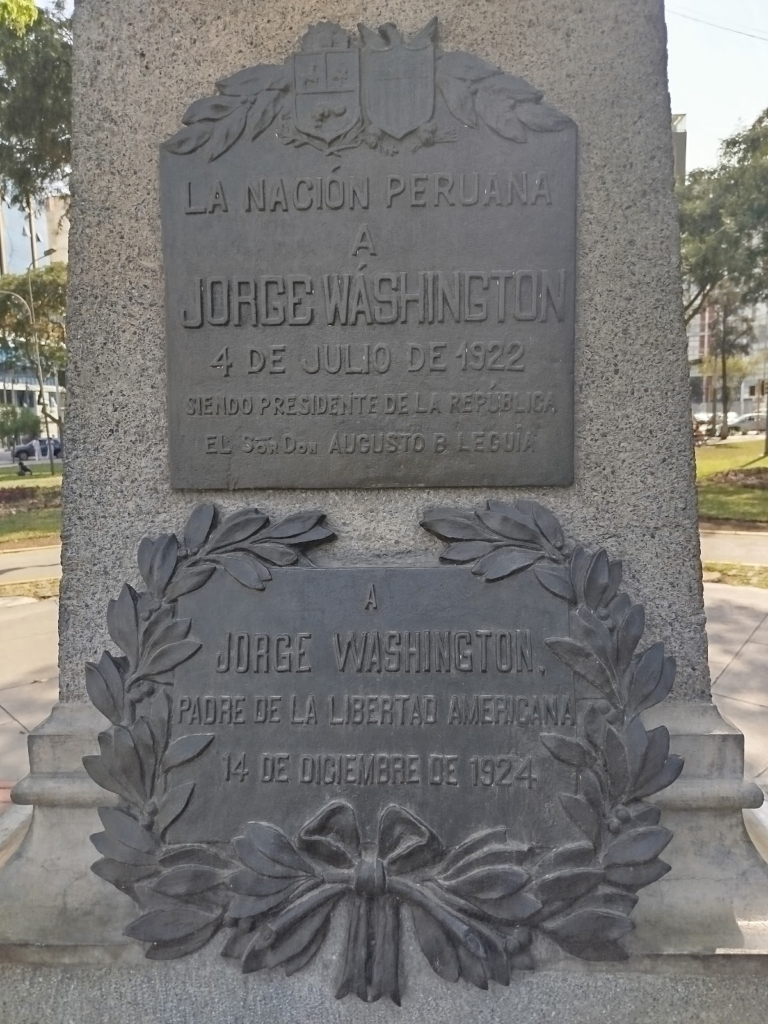 LA NACIÓN PERUANA
A
JORGE WÁSHINGTON
4 DE JULIO DE 1922
SIENDO PRESIDENTE DE LA REPÚBLICA
EL SOR DON AUGUSTO B LEGUÍA
A
JORGE WASHINGTON,
PADRE DE LA LIBERTAD AMERICANA
14 DE DICIEMBRE DE 1924